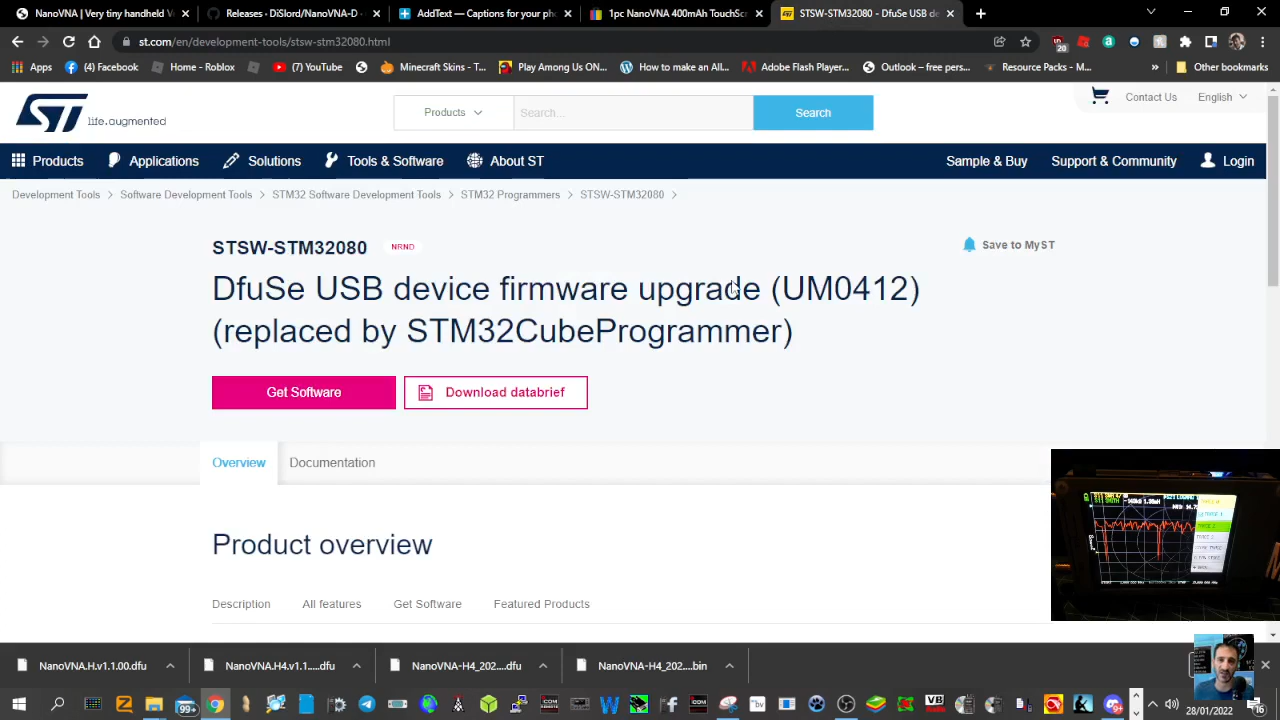 NanoVNA | Very tiny handheld V
Releases · DiSlord/NanoVNA-D ·
AddText — Captions for your ph
1pc NanoVNA 400mAh TouchScr
STSW-STM32080 - DfuSe USB de
st.com/en/development-tools/stsw-stm32080.html
20
Apps
(4) Facebook
Home - Roblox
(7) YouTube
Minecraft Skins - T...
Play Among Us ON...
How to make an All...
Adobe Flash Player...
Outlook – free pers...
Resource Packs - M...
»
Other bookmarks
ST
life.augmented
Products
Search...
Search
Contact Us
English
Products
Applications
Solutions
Tools & Software
About ST
Sample & Buy
Support & Community
Login
Development Tools > Software Development Tools > STM32 Software Development Tools > STM32 Programmers > STSW-STM32080 >
STSW-STM32080 NRND
Save to MyST
DfuSe USB device firmware upgrade (UM0412)
(replaced by STM32CubeProgrammer)
Get Software
Download databrief
Overview
Documentation
Product overview
Description
All features
Get Software
Featured Products
NanoVNA.H.v1.1.00.dfu
NanoVNA.H4.v1.1.....dfu
NanoVNA-H4_202....dfu
NanoVNA-H4_202....bin
99+
28/01/2022
16